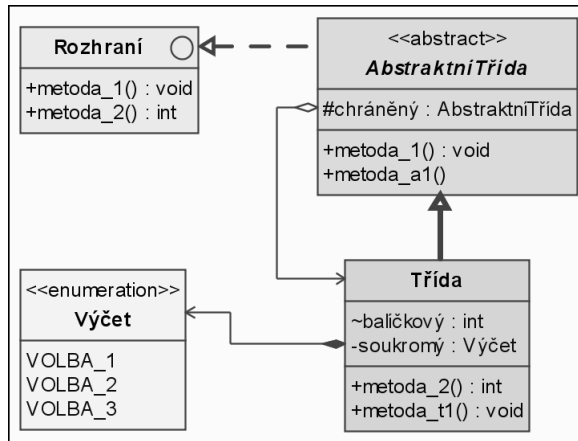 Rozhraní
+metoda_1() : void
+metoda_2() : int
<<abstract>>
AbstraktníTřída
#chráněný : AbstraktníTřída
+metoda_1() : void
+metoda_a1()
<<enumeration>>
Výčet
VOLBA_1
VOLBA_2
VOLBA_3
Třída
~balíčkový : int
-soukromý : Výčet
+metoda_2() : int
+metoda_t1() : void